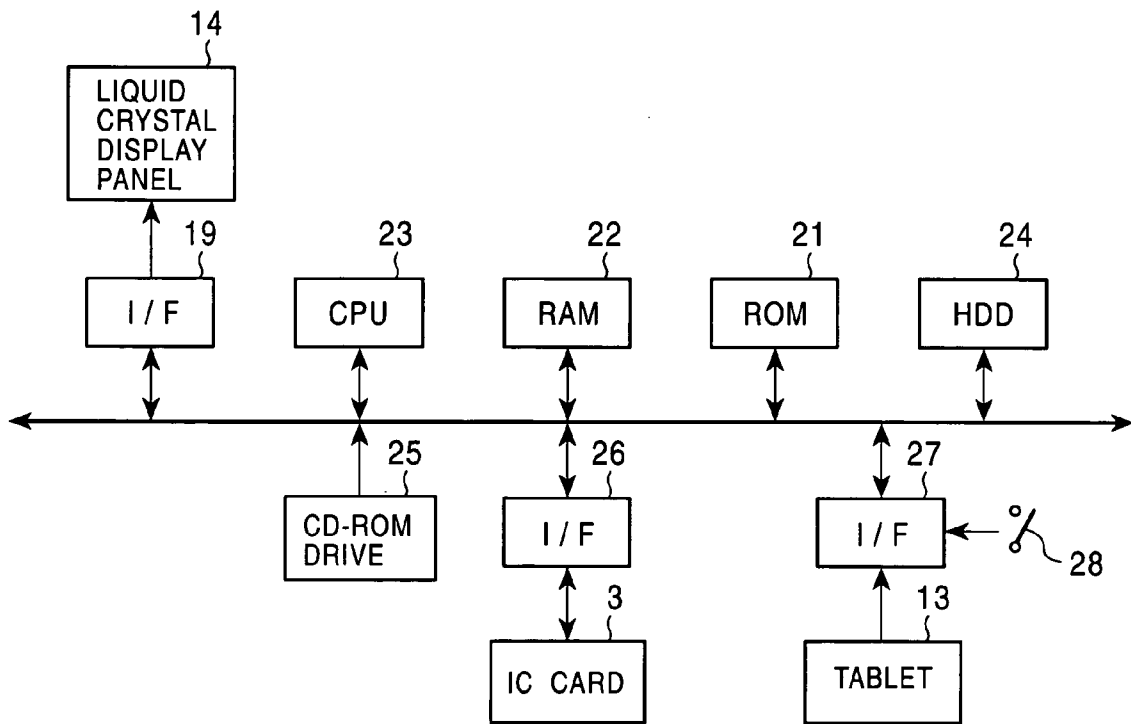 14
LIQUID
CRYSTAL
DISPLAY
PANEL
19
23
22
21
24
I / F
CPU
RAM
ROM
HDD
25
26
27
CD-ROM
DRIVE
I / F
I / F
28
3
13
IC CARD
TABLET